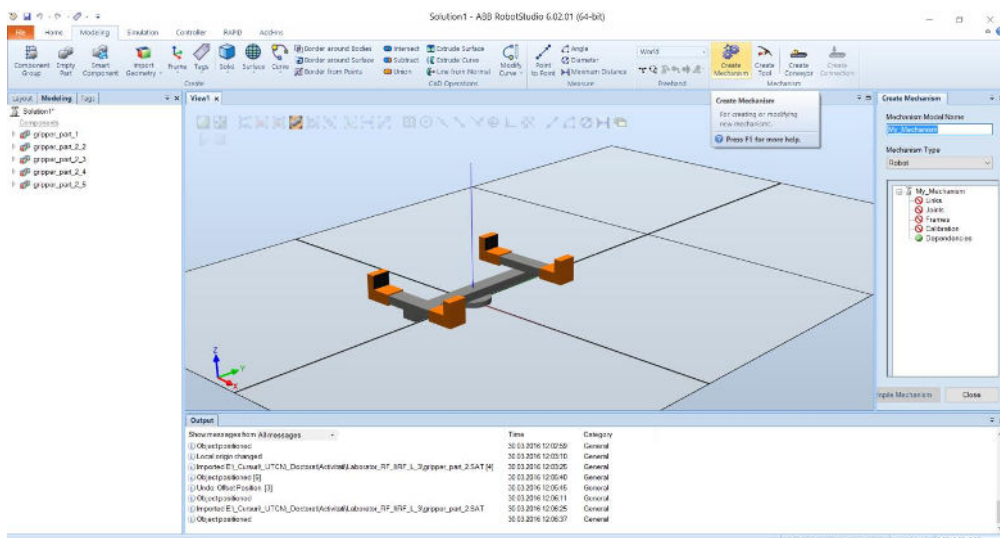 Solution1 - ABB RobotStudio 6.02.01 (64-bit)
File Home Modeling Simulation Controller RAPID Add-Ins
Component Group
Empty Part
Smart Component
Import Geometry
Frame
Tags
Solid
Surface
Curve
Border around Bodies
Border around Surface
Border from Points
Intersect
Subtract
Union
Extrude Surface
Extrude Curve
Line from Normal
Modify Curve
Point to Point
Angle
Diameter
Minimum Distance
World
Create Mechanism
Create Tool
Create Conveyor
Create Connection
Create
CAD Operations
Measure
Freehand
Mechanism
Layout Modeling Tags
Solution1*
Components
gripper_part_1
gripper_part_2_2
gripper_part_2_3
gripper_part_2_4
gripper_part_2_5
View1
Create Mechanism
For creating or modifying
new mechanisms.
Press F1 for more help.
Z
Y
X
Create Mechanism
Mechanism Model Name
My_Mechanism
Mechanism Type
Robot
My_Mechanism
Links
Joints
Frames
Calibration
Dependencies
mpile Mechanism
Close
Output
Show messages from All messages Time Category
Object positioned 30.03.2016 12:02:59 General
Local origin changed 30.03.2016 12:03:10 General
30.03.2016 12:03:25 General
Object positioned [5] 30.03.2016 12:05:40 General
Undo: Offset Position: [3] 30.03.2016 12:05:45 General
Object positioned 30.03.2016 12:06:11 General
30.03.2016 12:06:25 General
Object positioned 30.03.2016 12:06:37 General